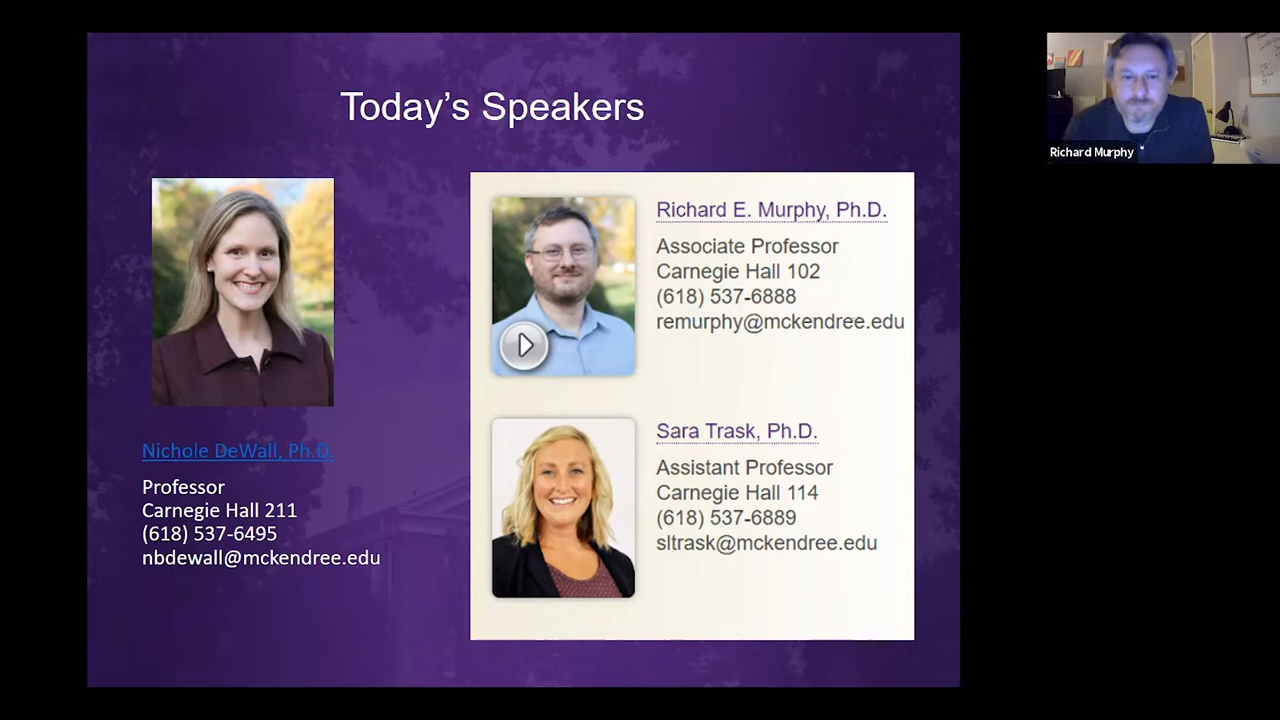 Today's Speakers
Nichole DeWall, Ph.D.
Professor
Carnegie Hall 211
(618) 537-6495
nbdewall@mckendree.edu
Richard E. Murphy, Ph.D.
Associate Professor
Carnegie Hall 102
(618) 537-6888
remurphy@mckendree.edu
Sara Trask, Ph.D.
Assistant Professor
Carnegie Hall 114
(618) 537-6889
sltrask@mckendree.edu
Richard Murphy